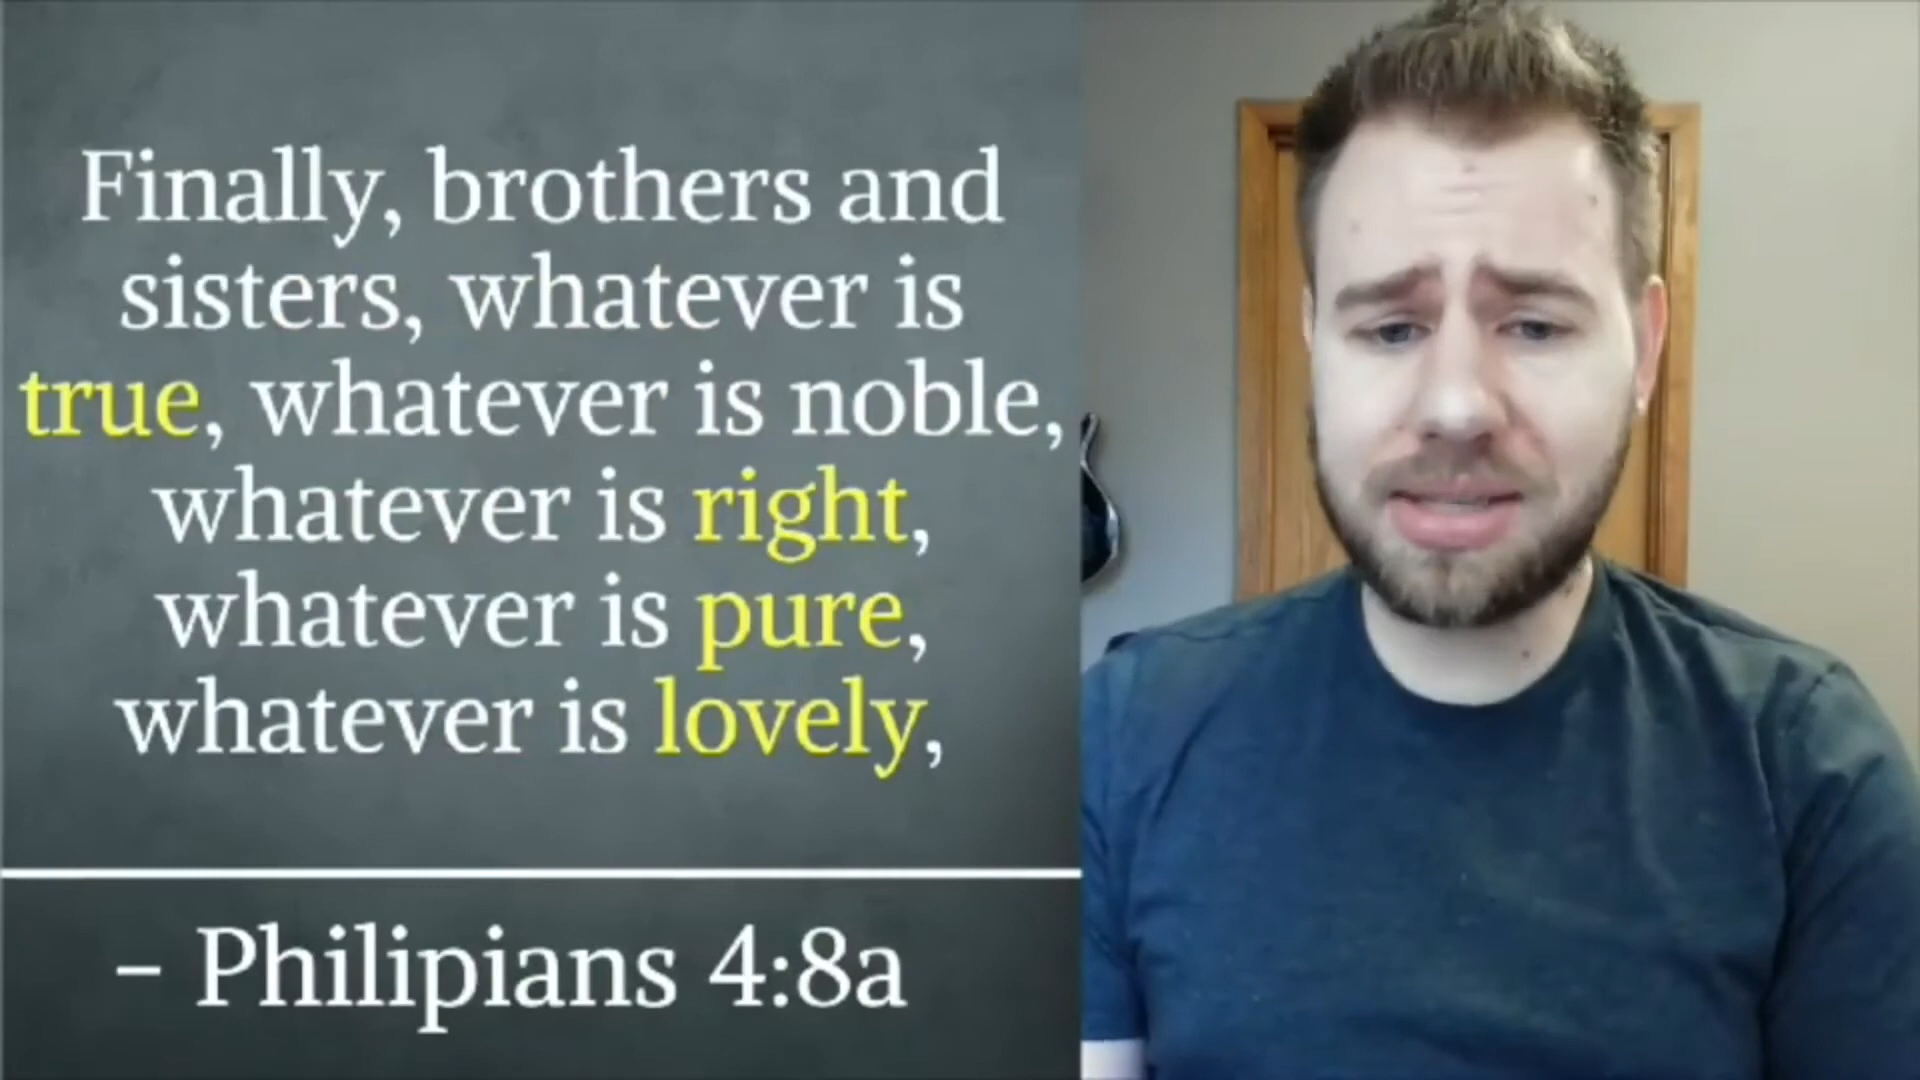 Finally, brothers and
sisters, whatever is
true, whatever is noble,
whatever is right,
whatever is pure,
whatever is lovely,
– Philipians 4:8a